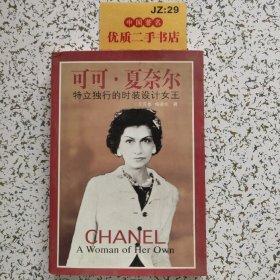 JZ:29
中国著名
优质二手书店
可可·夏奈尔
特立独行的时装设计女王
著
CHANEL
A Woman of Her Own